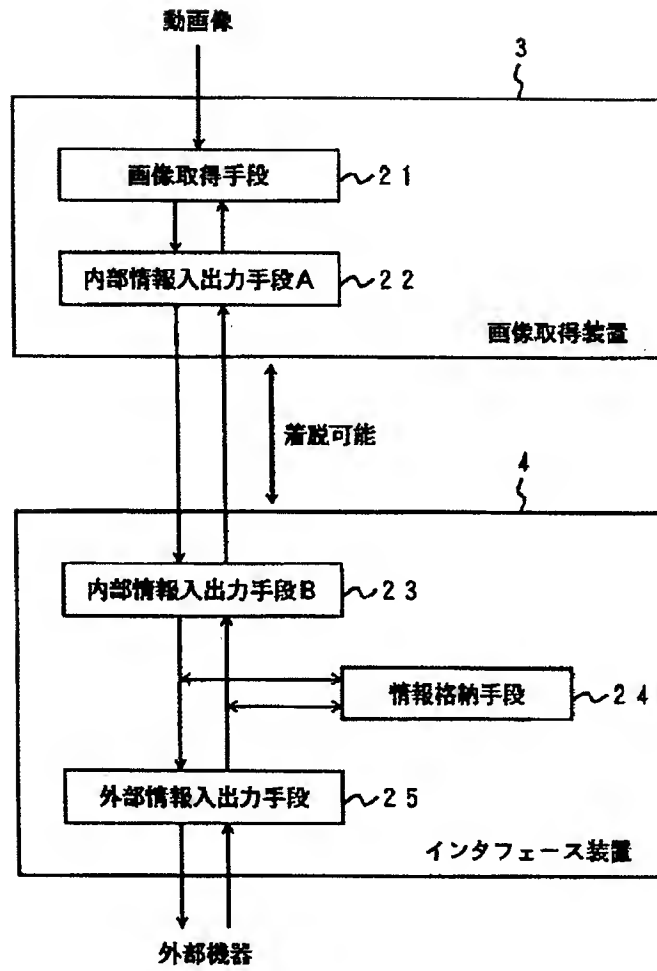 動画像
3
画像取得手段 21
内部情報入出力手段A 22
画像取得装置
着脱可能
4
内部情報入出力手段B 23
情報格納手段 24
外部情報入出力手段 25
インタフェース装置
外部機器